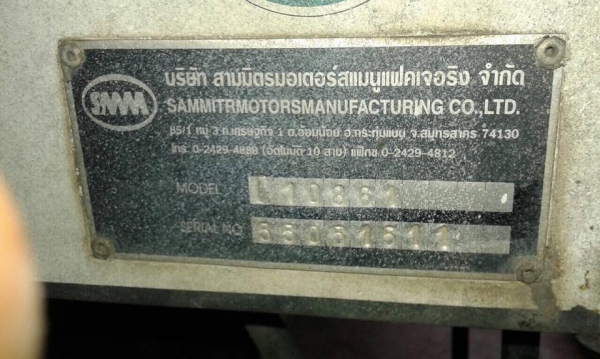 SMM
บริษัท สามมิตรมอเตอร์สแมนูแฟคเจอริง จำกัด
SAMMITRMOTORSMANUFACTURING CO.,LTD.
หมู่ 3 ถ.เศรษฐกิจ 1 ต.อ้อมน้อย อ.กระทุ่มแบน จ.สมุทรสาคร 74130
โทร. 0-2429-4888 (อัตโนมัติ 10 สาย) แฟ็กซ์ 0-2429-4812
MODEL
SERIAL NO